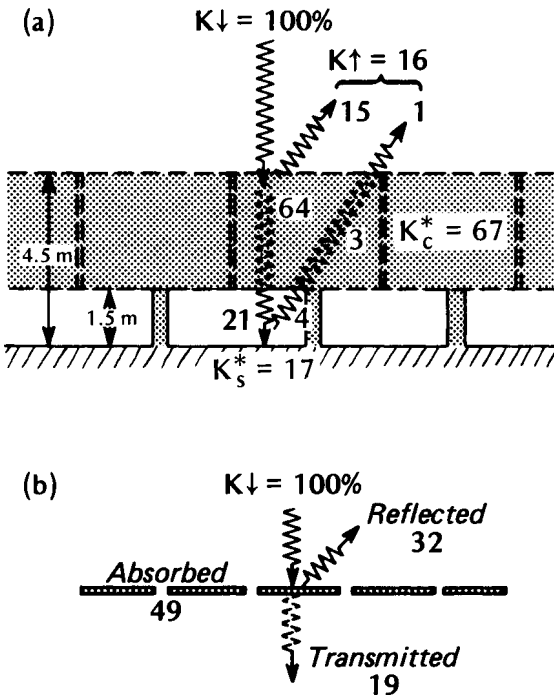 (a)
K↓ = 100%
K↑ = 16
15 1
64
3
K*c = 67
4.5 m
1.5 m
21
4
K*s = 17
(b)
K↓ = 100%
Reflected
32
Absorbed
49
Transmitted
19